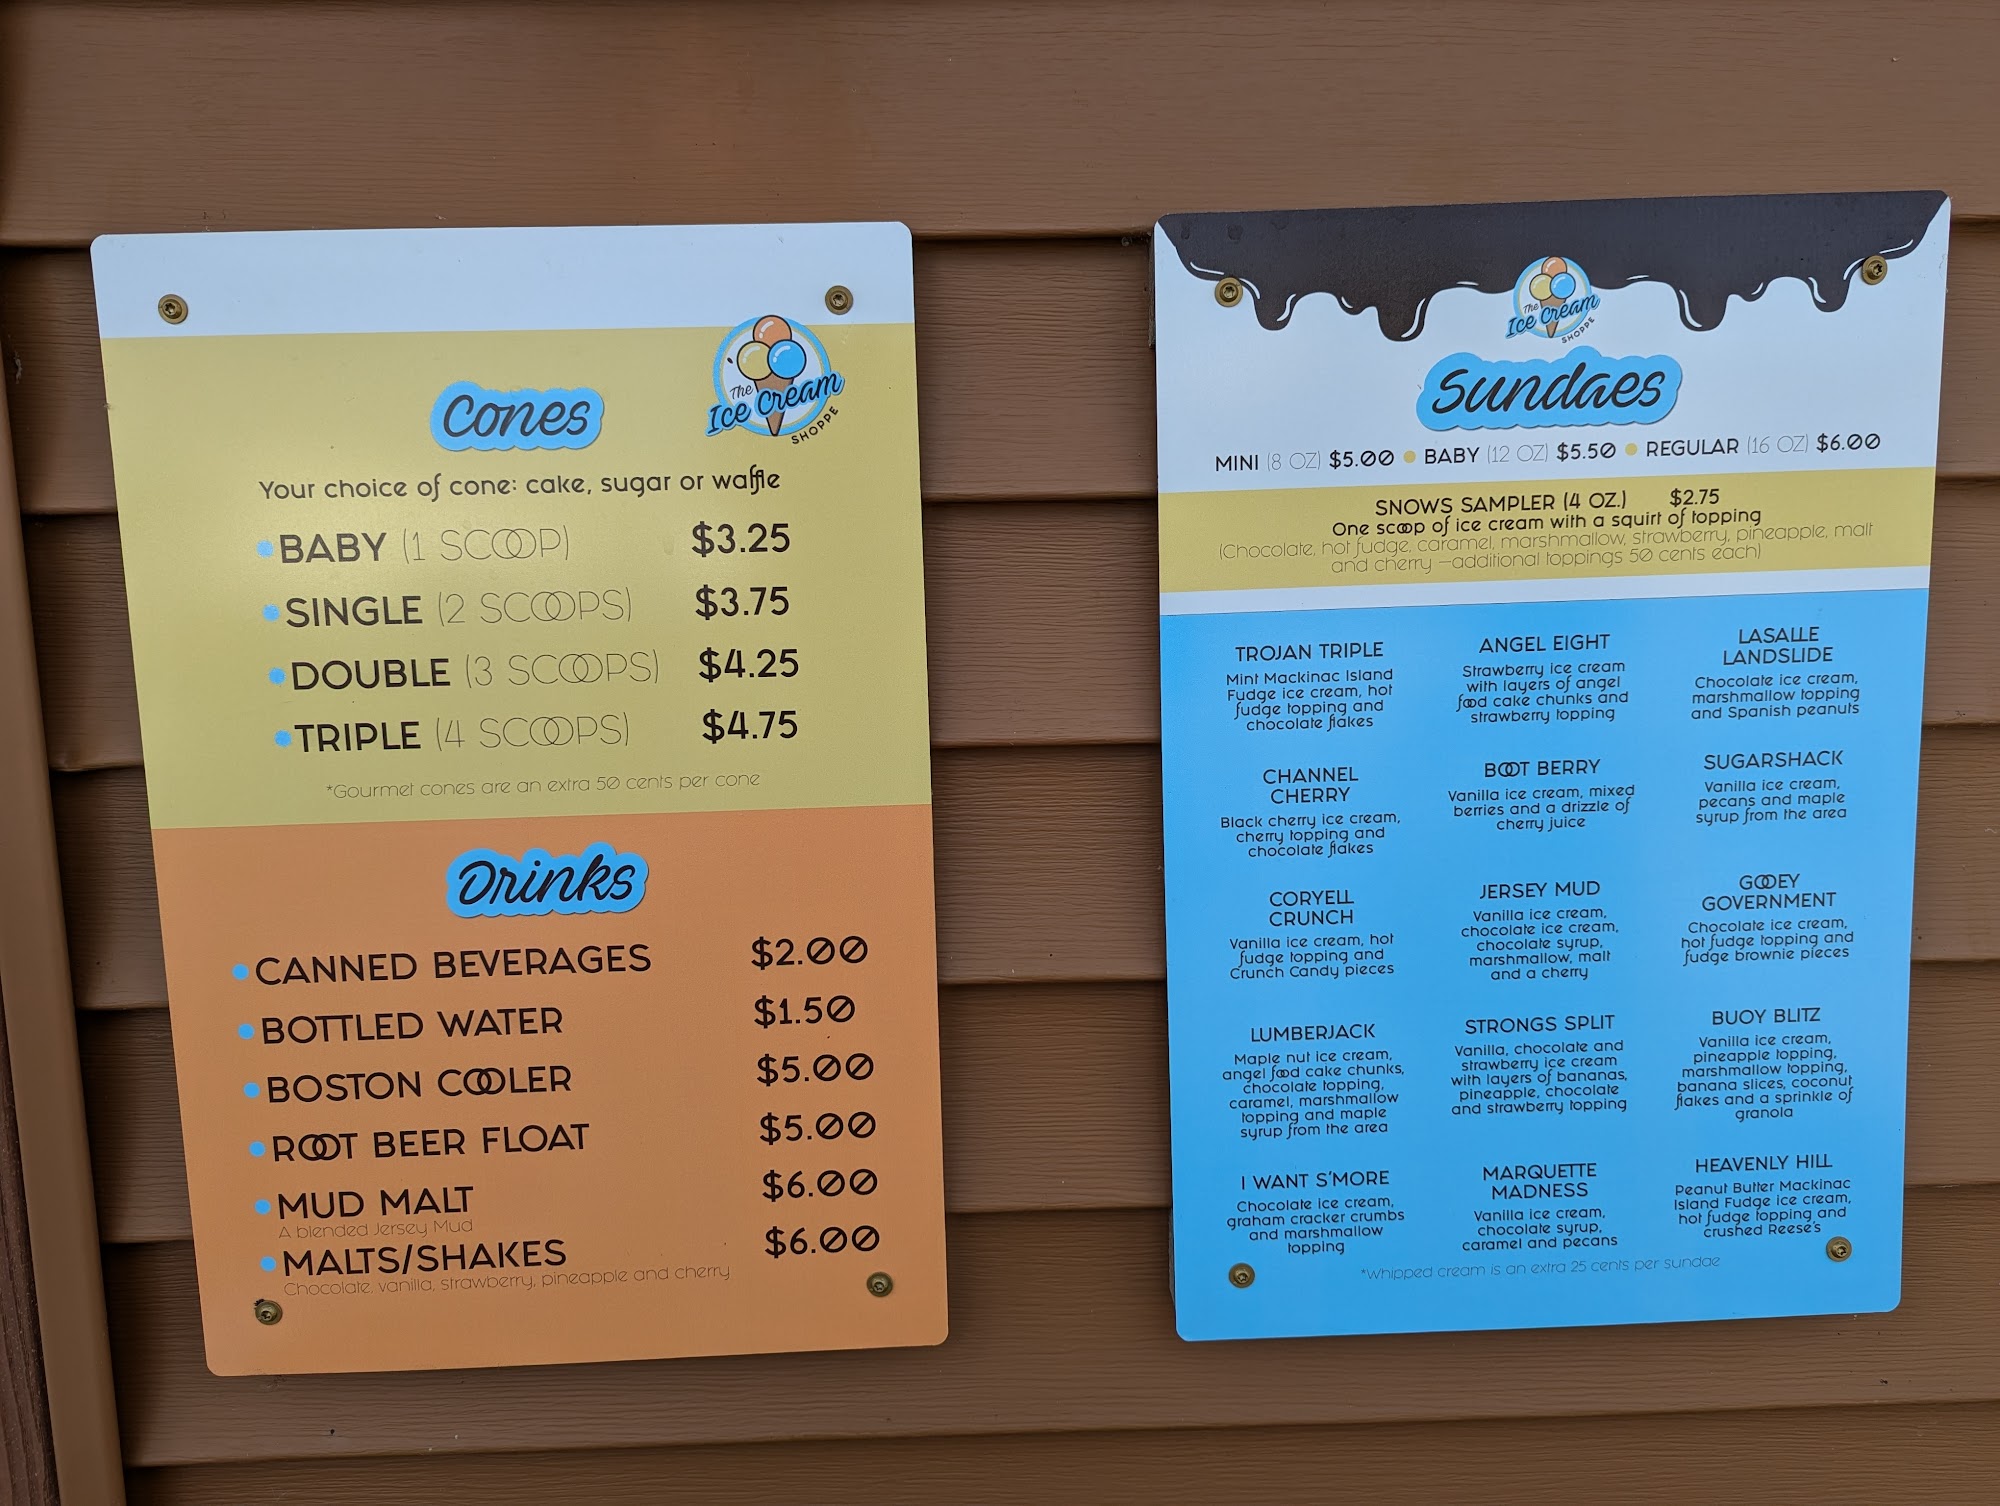 The
Ice Cream
SHOPPE
Cones
Your choice of cone: cake, sugar or waffle
BABY (1 SCOOP) $3.25
SINGLE (2 SCOOPS) $3.75
DOUBLE (3 SCOOPS) $4.25
TRIPLE (4 SCOOPS) $4.75
*Gourmet cones are an extra 50 cents per cone
Drinks
CANNED BEVERAGES $2.00
BOTTLED WATER $1.50
BOSTON COOLER $5.00
ROOT BEER FLOAT $5.00
MUD MALT $6.00
A blended Jersey Mud
MALTS/SHAKES $6.00
Chocolate, vanilla, strawberry, pineapple and cherry
The
Ice Cream
SHOPPE
Sundaes
MINI (8 OZ) $5.00 BABY (12 OZ) $5.50 REGULAR (16 OZ) $6.00
SNOWS SAMPLER (4 OZ.) $2.75
One scoop of ice cream with a squirt of topping
(Chocolate, hot fudge, caramel, marshmallow, strawberry, pineapple, malt
and cherry —additional toppings 50 cents each)
TROJAN TRIPLE
Mint Mackinac Island
Fudge ice cream, hot
fudge topping and
chocolate flakes
ANGEL EIGHT
Strawberry ice cream
with layers of angel
food cake chunks and
strawberry topping
LASALLE
LANDSLIDE
Chocolate ice cream,
marshmallow topping
and Spanish peanuts
CHANNEL
CHERRY
Black cherry ice cream,
cherry topping and
chocolate flakes
BOOT BERRY
Vanilla ice cream, mixed
berries and a drizzle of
cherry juice
SUGARSHACK
Vanilla ice cream,
pecans and maple
syrup from the area
CORYELL
CRUNCH
Vanilla ice cream, hot
fudge topping and
Crunch Candy pieces
JERSEY MUD
Vanilla ice cream,
chocolate ice cream,
chocolate syrup,
marshmallow, malt
and a cherry
GOOEY
GOVERNMENT
Chocolate ice cream,
hot fudge topping and
fudge brownie pieces
LUMBERJACK
Maple nut ice cream,
angel food cake chunks,
chocolate topping,
caramel, marshmallow
topping and maple
syrup from the area
STRONGS SPLIT
Vanilla, chocolate and
strawberry ice cream
with layers of bananas,
pineapple, chocolate
and strawberry topping
BUOY BLITZ
Vanilla ice cream,
pineapple topping,
marshmallow topping,
banana slices, coconut
flakes and a sprinkle of
granola
I WANT S'MORE
Chocolate ice cream,
graham cracker crumbs
and marshmallow
topping
MARQUETTE
MADNESS
Vanilla ice cream,
chocolate syrup,
caramel and pecans
HEAVENLY HILL
Peanut Butter Mackinac
Island Fudge ice cream,
hot fudge topping and
crushed Reese's
*Whipped cream is an extra 25 cents per sundae